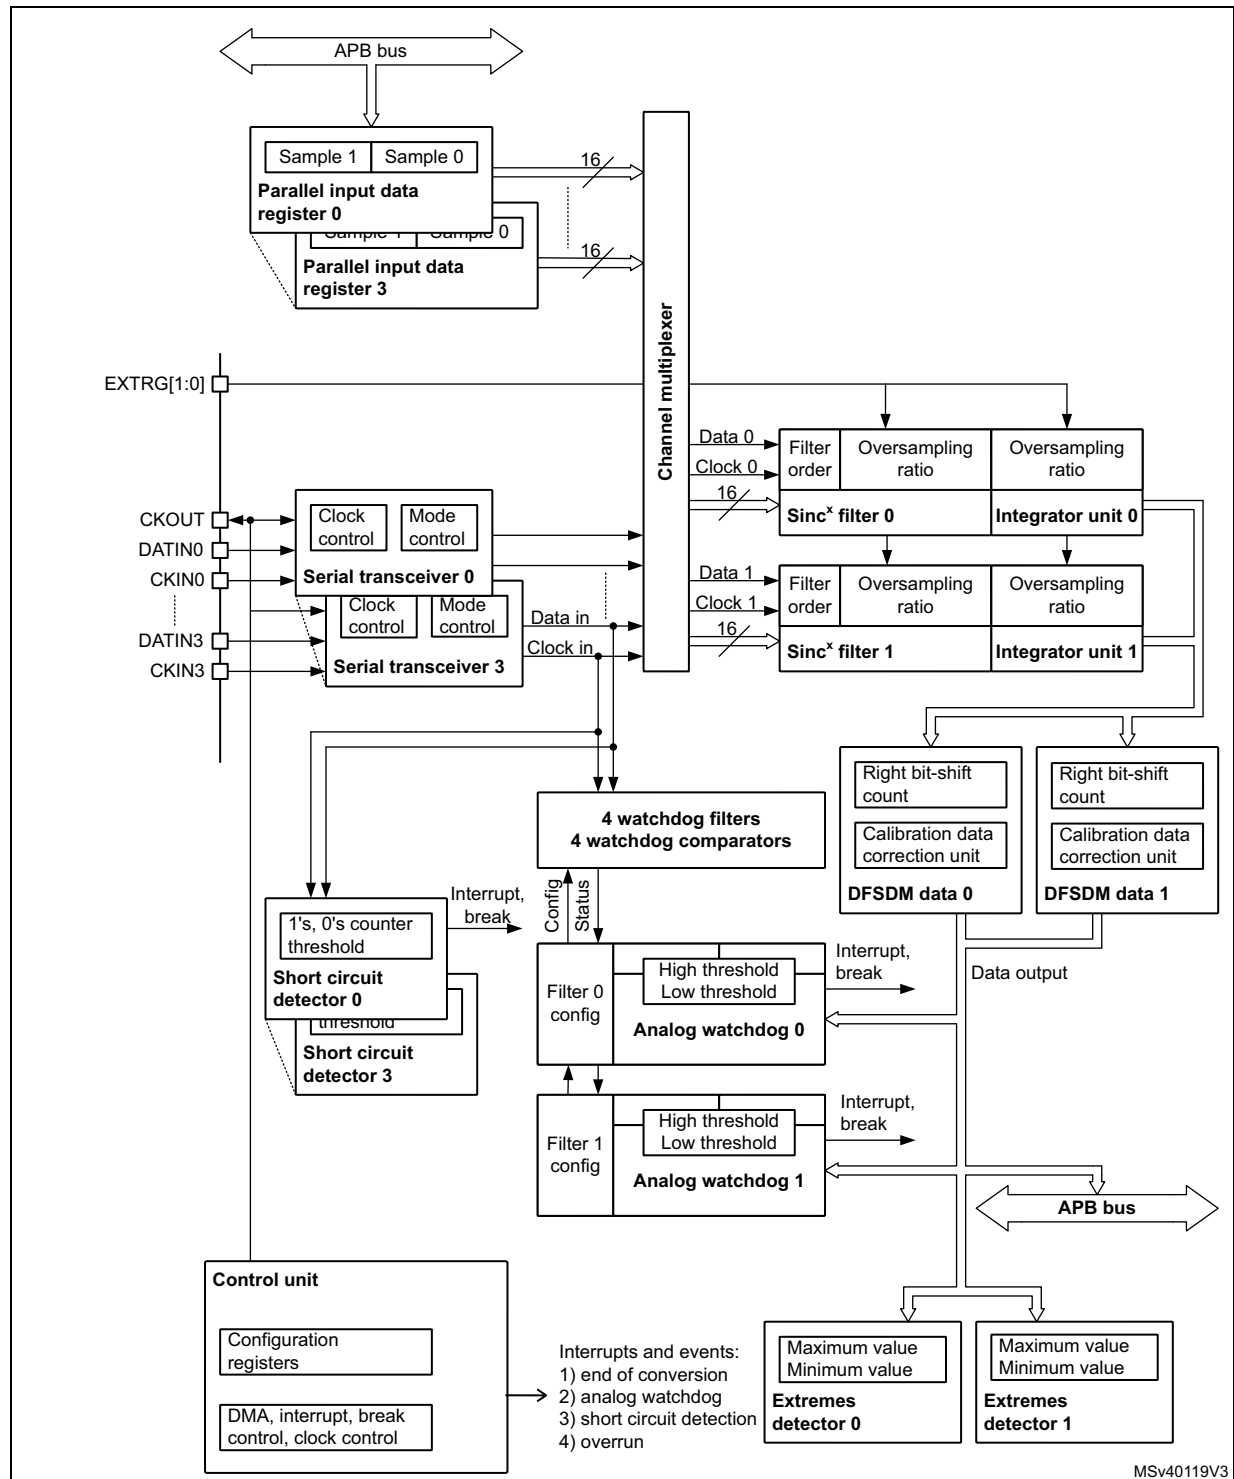 APB bus
Sample 1
Sample 0
Parallel input data
register 0
16
Sample 1
Sample 0
Parallel input data
register 3
16
Channel multiplexer
EXTRG[1:0]
CKOUT
DATIN0
CKIN0
DATIN3
CKIN3
Clock
control
Mode
control
Serial transceiver 0
Clock
control
Mode
control
Serial transceiver 3
Data in
Clock in
Data 0
Clock 0
16
Filter
order
Oversampling
ratio
Oversampling
ratio
Sincˣ filter 0
Integrator unit 0
Data 1
Clock 1
16
Filter
order
Oversampling
ratio
Oversampling
ratio
Sincˣ filter 1
Integrator unit 1
Right bit-shift
count
Calibration data
correction unit
DFSDM data 0
Right bit-shift
count
Calibration data
correction unit
DFSDM data 1
4 watchdog filters
4 watchdog comparators
Config
Status
1's, 0's counter
threshold
Short circuit
detector 0
Interrupt,
break
threshold
Short circuit
detector 3
Filter 0
config
High threshold
Low threshold
Analog watchdog 0
Interrupt,
break
Data output
Filter 1
config
High threshold
Low threshold
Analog watchdog 1
Interrupt,
break
APB bus
Control unit
Configuration
registers
DMA, interrupt, break
control, clock control
Interrupts and events:
1) end of conversion
2) analog watchdog
3) short circuit detection
4) overrun
Maximum value
Minimum value
Extremes
detector 0
Maximum value
Minimum value
Extremes
detector 1
MSv40119V3